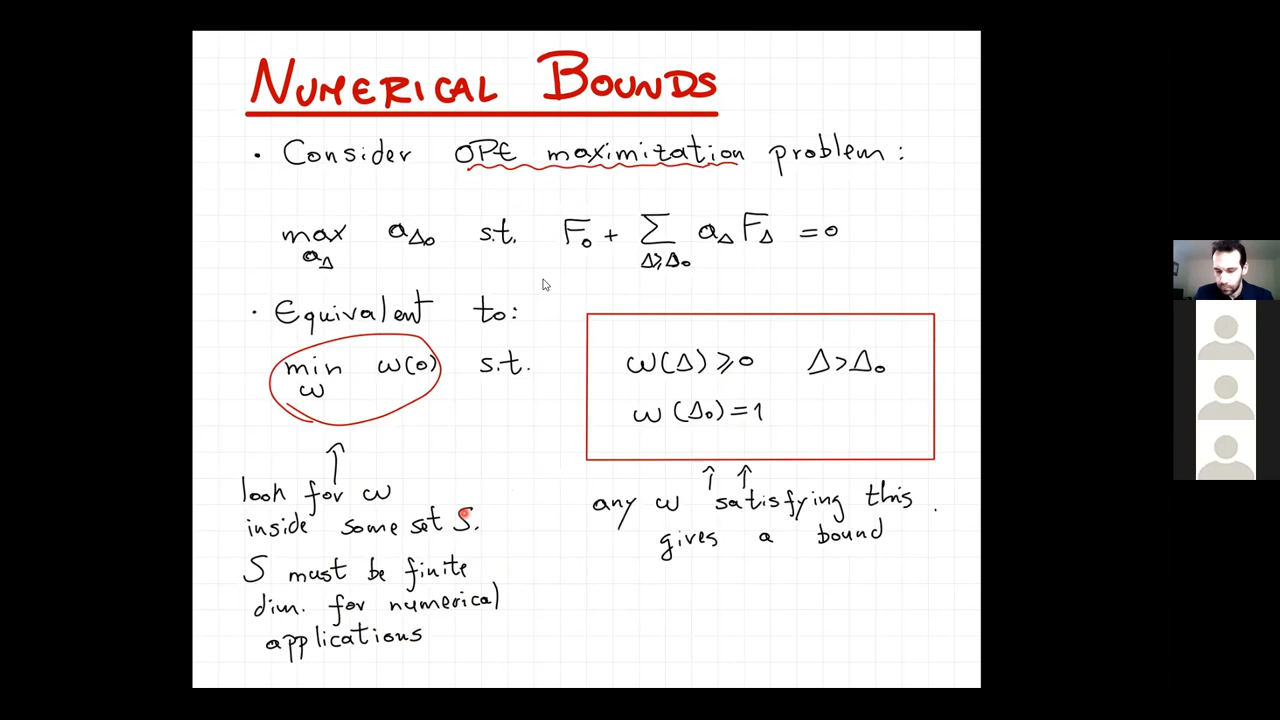 NUMERICAL BOUNDS
• Consider OPE maximization problem:
max a_Δ₀ s.t. F₀ + Σ a_Δ F_Δ = 0
a_Δ Δ≥Δ₀
• Equivalent to:
min ω(0) s.t.
ω
ω(Δ) ≥ 0 Δ > Δ₀
ω(Δ₀) = 1
look for ω
inside some set S.
S must be finite
dim. for numerical
applications
any ω satisfying this.
gives a bound